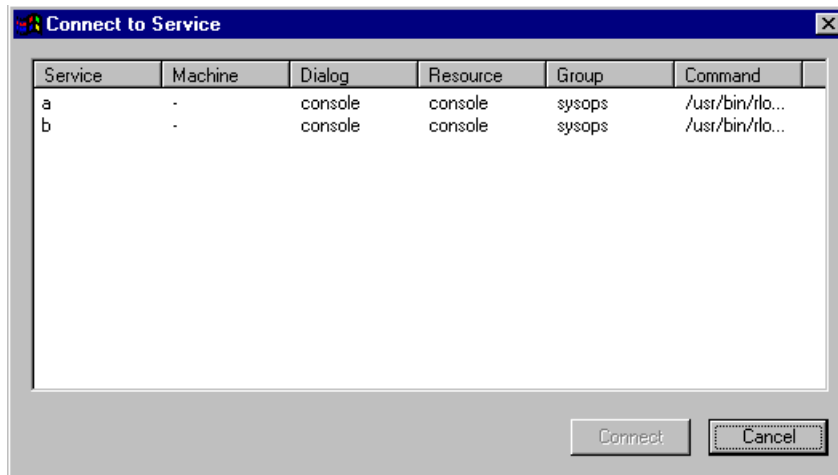 Connect to Service
Service Machine Dialog Resource Group Command
a - console console sysops /usr/bin/rlo...
b - console console sysops /usr/bin/rlo...
Connect Cancel